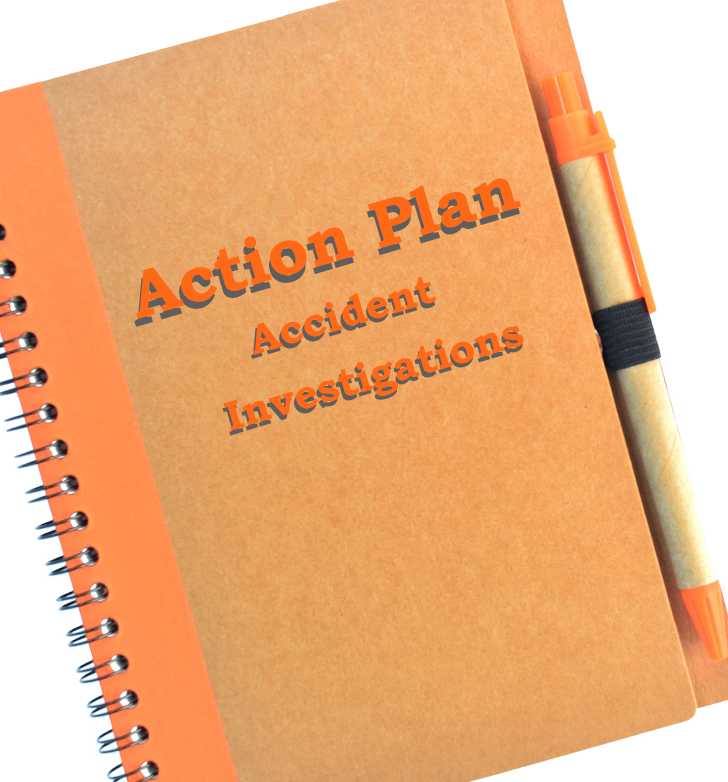 Action Plan
Accident
Investigations